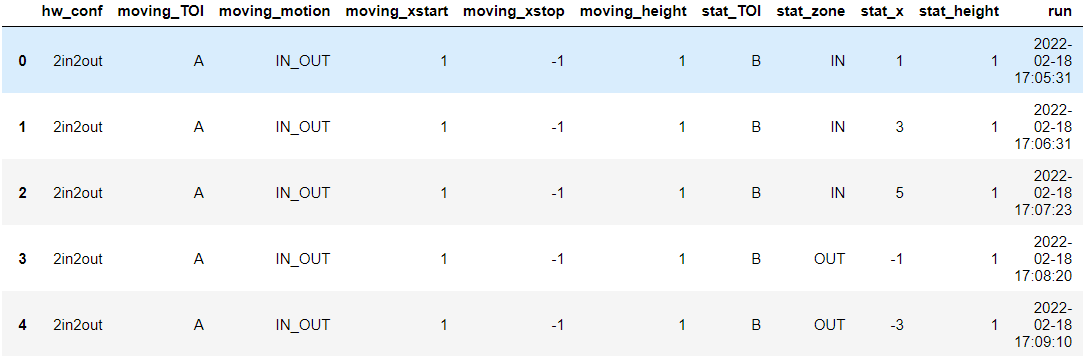 hw_conf moving_TOI moving_motion moving_xstart moving_xstop moving_height stat_TOI stat_zone stat_x stat_height run
0 2in2out A IN_OUT 1 -1 1 B IN 1 1 2022-02-18 17:05:31
1 2in2out A IN_OUT 1 -1 1 B IN 3 1 2022-02-18 17:06:31
2 2in2out A IN_OUT 1 -1 1 B IN 5 1 2022-02-18 17:07:23
3 2in2out A IN_OUT 1 -1 1 B OUT -1 1 2022-02-18 17:08:20
4 2in2out A IN_OUT 1 -1 1 B OUT -3 1 2022-02-18 17:09:10